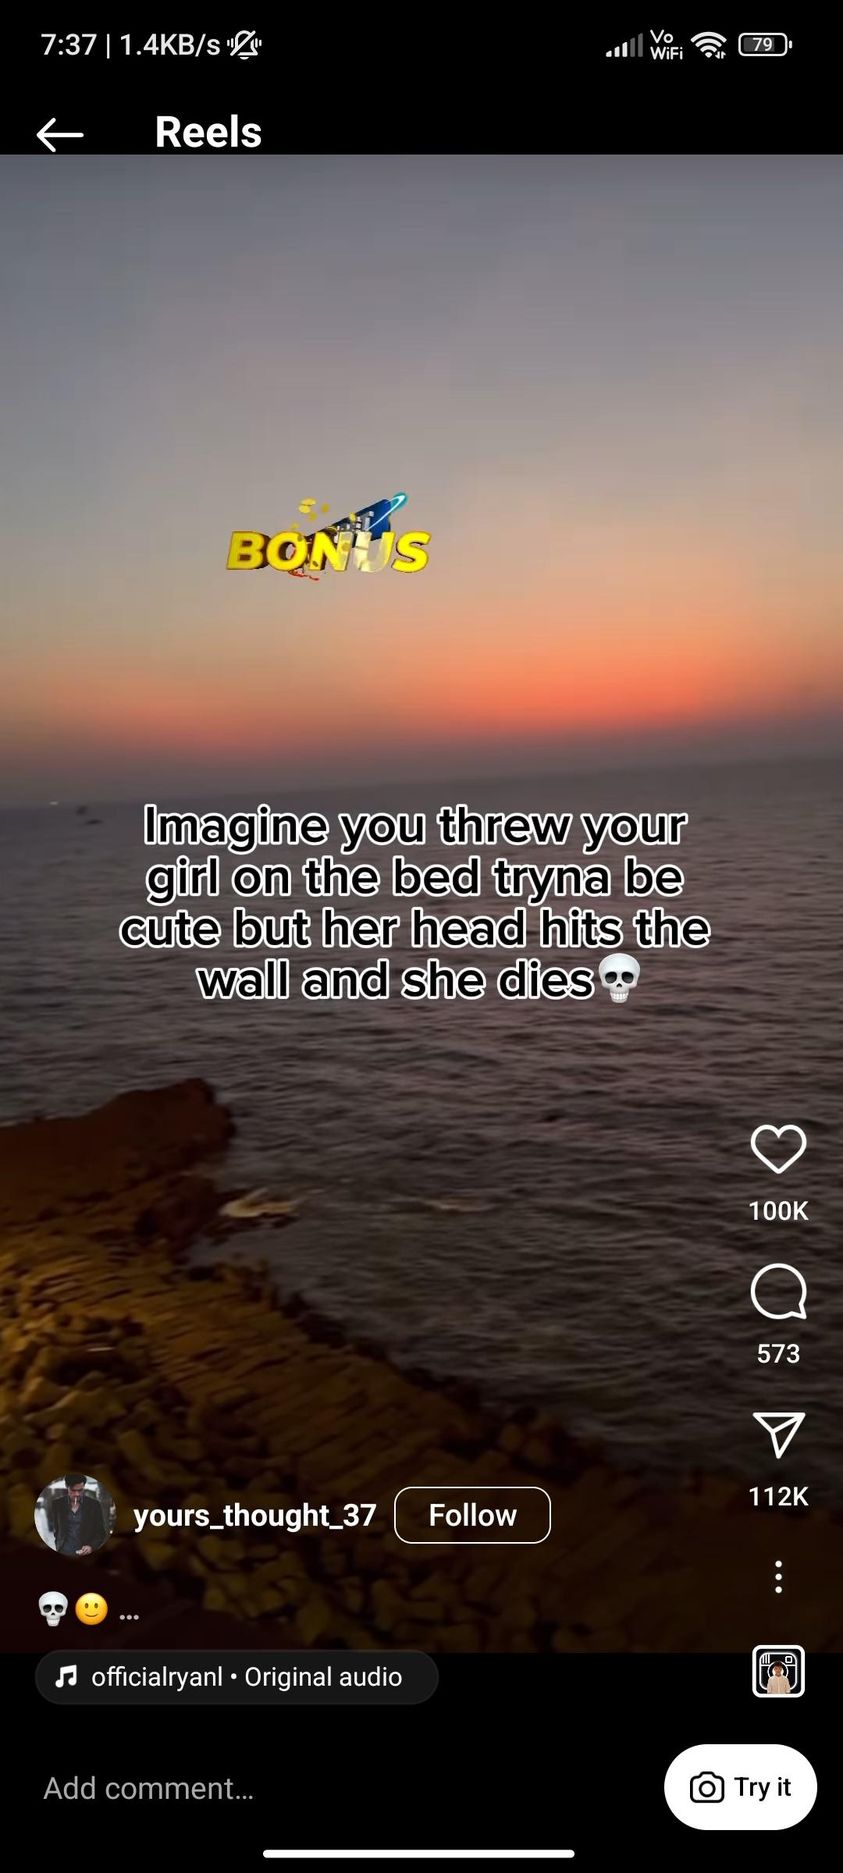 7:37 | 1.4KB/s
Vo
WiFi
79
Reels
BONUS
Imagine you threw your
girl on the bed tryna be
cute but her head hits the
wall and she dies💀
100K
573
112K
yours_thought_37
Follow
💀🙂 ...
officialryanl • Original audio
Add comment...
Try it